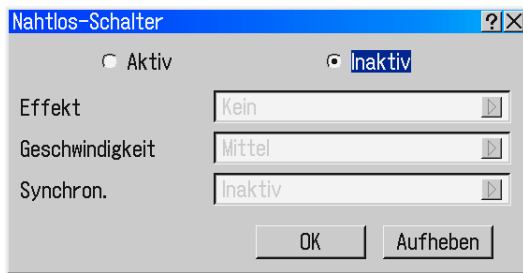 Nahtlos-Schalter
Aktiv Inaktiv
Effekt Kein
Geschwindigkeit Mittel
Synchron. Inaktiv
OK Aufheben